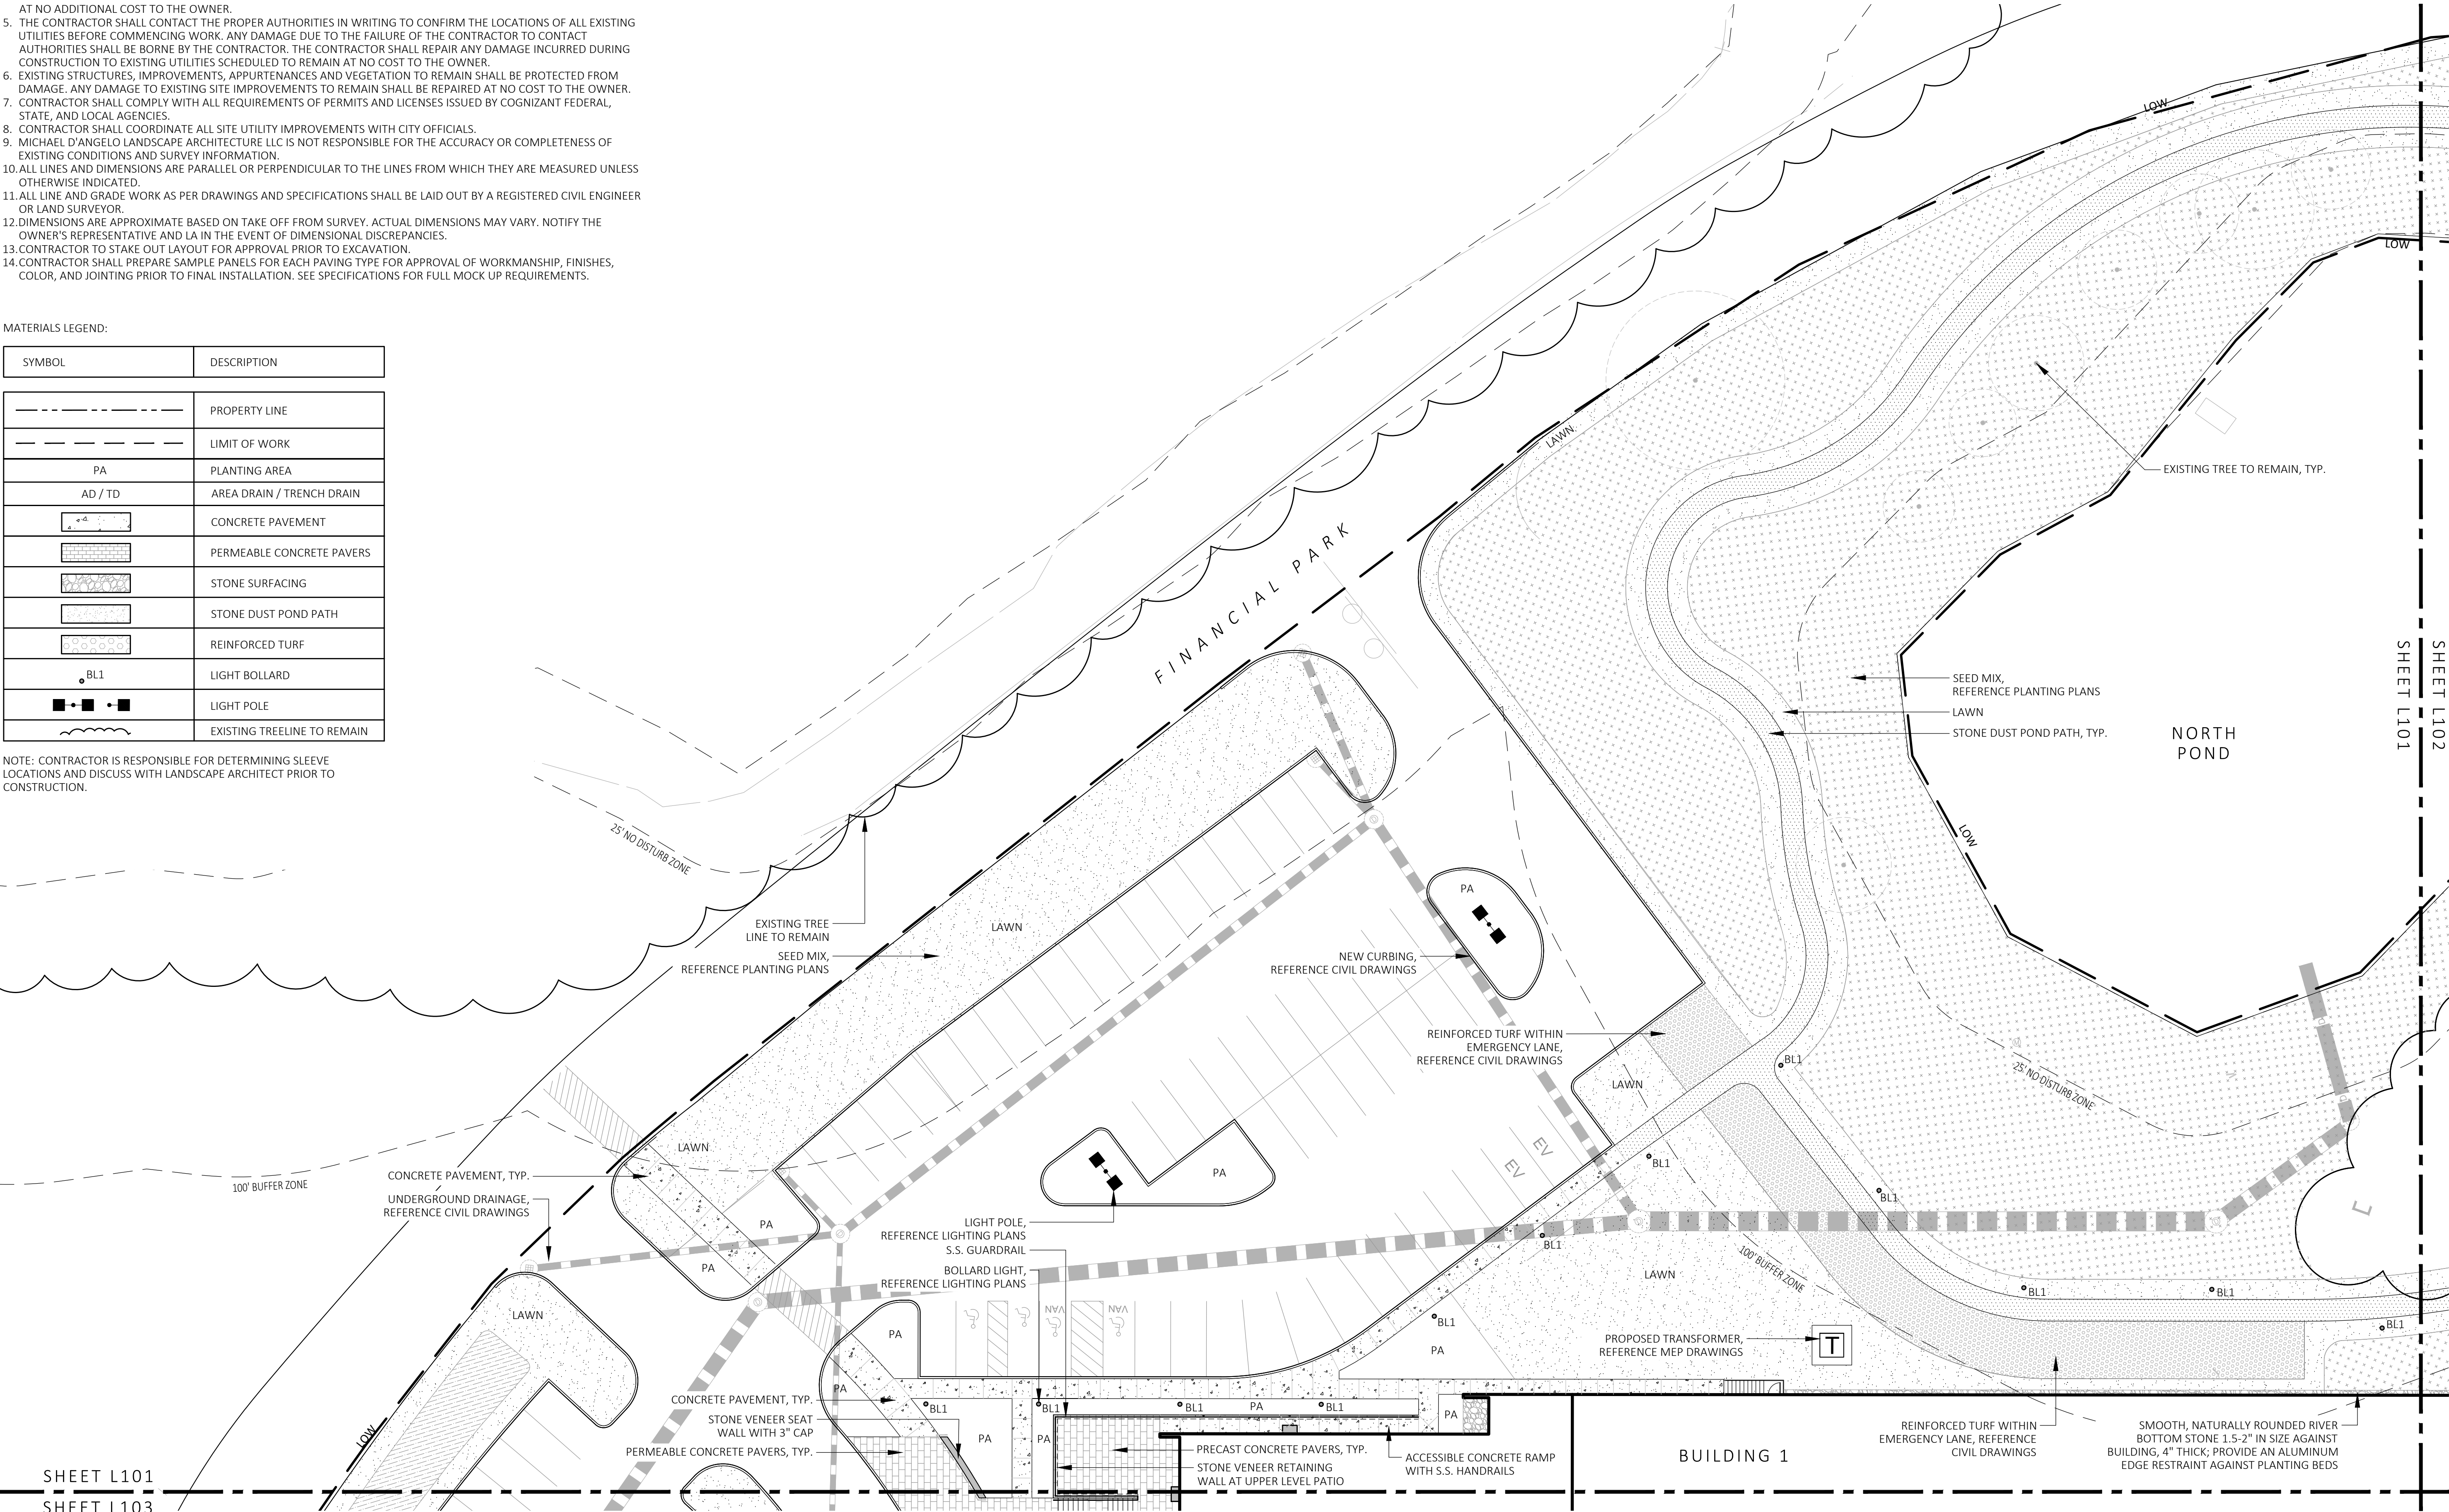 AT NO ADDITIONAL COST TO THE OWNER.
5. THE CONTRACTOR SHALL CONTACT THE PROPER AUTHORITIES IN WRITING TO CONFIRM THE LOCATIONS OF ALL EXISTING
UTILITIES BEFORE COMMENCING WORK. ANY DAMAGE DUE TO THE FAILURE OF THE CONTRACTOR TO CONTACT
AUTHORITIES SHALL BE BORNE BY THE CONTRACTOR. THE CONTRACTOR SHALL REPAIR ANY DAMAGE INCURRED DURING
CONSTRUCTION TO EXISTING UTILITIES SCHEDULED TO REMAIN AT NO COST TO THE OWNER.
6. EXISTING STRUCTURES, IMPROVEMENTS, APPURTENANCES AND VEGETATION TO REMAIN SHALL BE PROTECTED FROM
DAMAGE. ANY DAMAGE TO EXISTING SITE IMPROVEMENTS TO REMAIN SHALL BE REPAIRED AT NO COST TO THE OWNER.
7. CONTRACTOR SHALL COMPLY WITH ALL REQUIREMENTS OF PERMITS AND LICENSES ISSUED BY COGNIZANT FEDERAL,
STATE, AND LOCAL AGENCIES.
8. CONTRACTOR SHALL COORDINATE ALL SITE UTILITY IMPROVEMENTS WITH CITY OFFICIALS.
9. MICHAEL D'ANGELO LANDSCAPE ARCHITECTURE LLC IS NOT RESPONSIBLE FOR THE ACCURACY OR COMPLETENESS OF
EXISTING CONDITIONS AND SURVEY INFORMATION.
10. ALL LINES AND DIMENSIONS ARE PARALLEL OR PERPENDICULAR TO THE LINES FROM WHICH THEY ARE MEASURED UNLESS
OTHERWISE INDICATED.
11. ALL LINE AND GRADE WORK AS PER DRAWINGS AND SPECIFICATIONS SHALL BE LAID OUT BY A REGISTERED CIVIL ENGINEER
OR LAND SURVEYOR.
12. DIMENSIONS ARE APPROXIMATE BASED ON TAKE OFF FROM SURVEY. ACTUAL DIMENSIONS MAY VARY. NOTIFY THE
OWNER'S REPRESENTATIVE AND LA IN THE EVENT OF DIMENSIONAL DISCREPANCIES.
13. CONTRACTOR TO STAKE OUT LAYOUT FOR APPROVAL PRIOR TO EXCAVATION.
14. CONTRACTOR SHALL PREPARE SAMPLE PANELS FOR EACH PAVING TYPE FOR APPROVAL OF WORKMANSHIP, FINISHES,
COLOR, AND JOINTING PRIOR TO FINAL INSTALLATION. SEE SPECIFICATIONS FOR FULL MOCK UP REQUIREMENTS.
MATERIALS LEGEND:
SYMBOL DESCRIPTION
PROPERTY LINE
LIMIT OF WORK
PA PLANTING AREA
AD / TD AREA DRAIN / TRENCH DRAIN
CONCRETE PAVEMENT
PERMEABLE CONCRETE PAVERS
STONE SURFACING
STONE DUST POND PATH
REINFORCED TURF
BL1 LIGHT BOLLARD
LIGHT POLE
EXISTING TREELINE TO REMAIN
NOTE: CONTRACTOR IS RESPONSIBLE FOR DETERMINING SLEEVE
LOCATIONS AND DISCUSS WITH LANDSCAPE ARCHITECT PRIOR TO
CONSTRUCTION.
LOW
LOW
LAWN
EXISTING TREE TO REMAIN, TYP.
FINANCIAL PARK
SHEET L101
SHEET L102
SEED MIX,
REFERENCE PLANTING PLANS
LAWN
STONE DUST POND PATH, TYP.
NORTH
POND
LOW
25' NO DISTURB ZONE
EXISTING TREE
LINE TO REMAIN
SEED MIX,
REFERENCE PLANTING PLANS
LAWN
PA
NEW CURBING,
REFERENCE CIVIL DRAWINGS
REINFORCED TURF WITHIN
EMERGENCY LANE,
REFERENCE CIVIL DRAWINGS
LAWN
BL1
25' NO DISTURB ZONE
EV
EV
LAWN
CONCRETE PAVEMENT, TYP.
100' BUFFER ZONE
UNDERGROUND DRAINAGE,
REFERENCE CIVIL DRAWINGS
PA
PA
PA
BL1
BL1
BL1
LIGHT POLE,
REFERENCE LIGHTING PLANS
S.S. GUARDRAIL
BOLLARD LIGHT,
REFERENCE LIGHTING PLANS
LAWN
100' BUFFER ZONE
BL1
BL1
LAWN
VAN
VAN
BL1
BL1
PA
PA
PROPOSED TRANSFORMER,
REFERENCE MEP DRAWINGS
T
PA
CONCRETE PAVEMENT, TYP.
STONE VENEER SEAT
WALL WITH 3" CAP
PERMEABLE CONCRETE PAVERS, TYP.
BL1
BL1
BL1
PA
BL1
PA
PA
PA
PRECAST CONCRETE PAVERS, TYP.
STONE VENEER RETAINING
WALL AT UPPER LEVEL PATIO
ACCESSIBLE CONCRETE RAMP
WITH S.S. HANDRAILS
BUILDING 1
REINFORCED TURF WITHIN
EMERGENCY LANE, REFERENCE
CIVIL DRAWINGS
SMOOTH, NATURALLY ROUNDED RIVER
BOTTOM STONE 1.5-2" IN SIZE AGAINST
BUILDING, 4" THICK; PROVIDE AN ALUMINUM
EDGE RESTRAINT AGAINST PLANTING BEDS
LOW
SHEET L101
SHEET L103